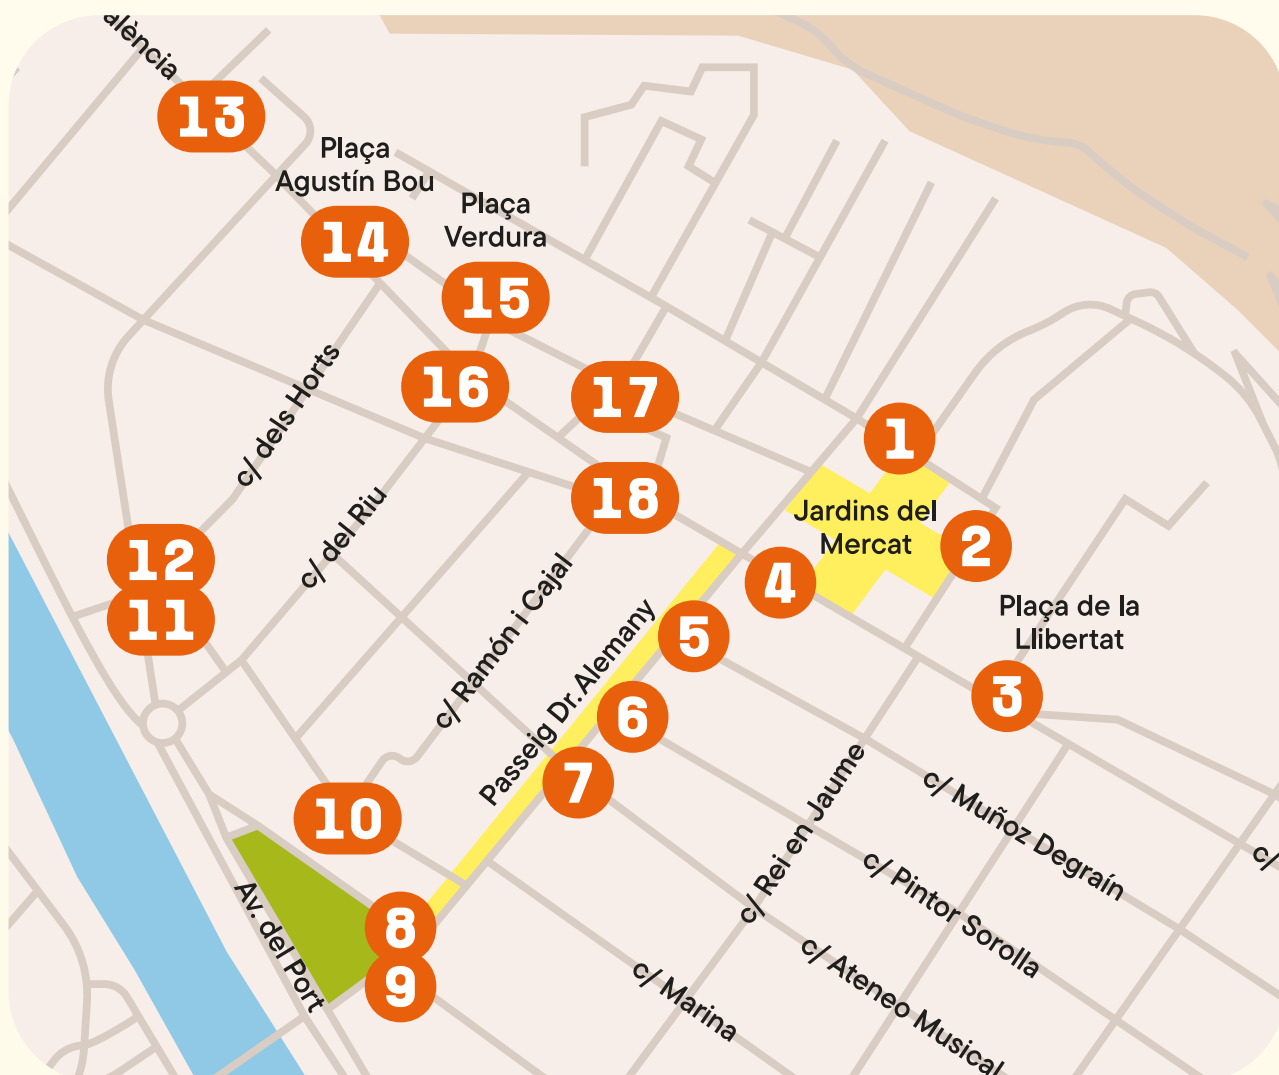 alència
13
Plaça
Agustín Bou
14
Plaça
Verdura
15
16
17
1
c/ dels Horts
18
Jardins del
Mercat
2
c/ del Riu
12
11
4
5
Plaça de la
Llibertat
3
c/ Ramón i Cajal
Passeig Dr. Alemany
6
7
10
c/ Muñoz Degraín
c/ Rei en Jaume
c/ Pintor Sorolla
c/
8
9
Av. del Port
c/ Marina
c/ Ateneo Musical